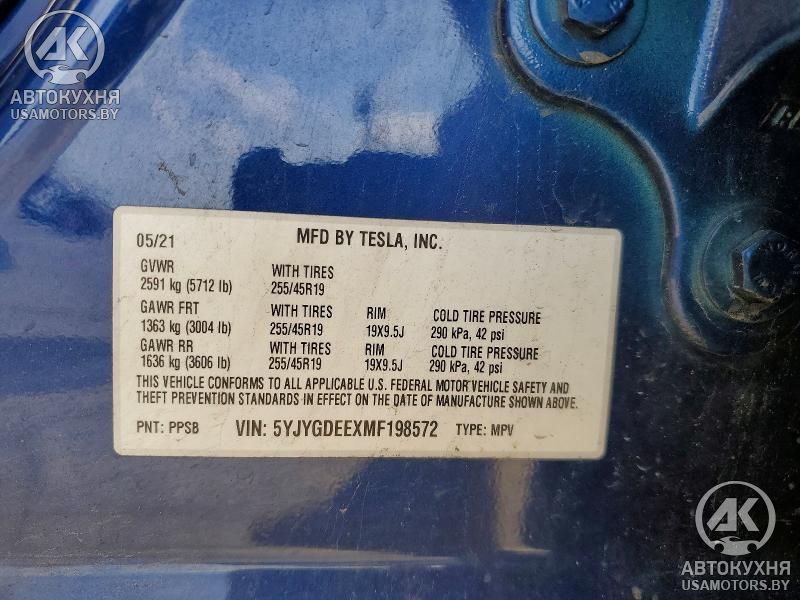 AK
АВТОКУХНЯ
USAMOTORS.BY
05/21 MFD BY TESLA, INC.
GVWR WITH TIRES
2591 kg (5712 lb) 255/45R19
GAWR FRT WITH TIRES RIM COLD TIRE PRESSURE
1363 kg (3004 lb) 255/45R19 19X9.5J 290 kPa, 42 psi
GAWR RR WITH TIRES RIM COLD TIRE PRESSURE
1636 kg (3606 lb) 255/45R19 19X9.5J 290 kPa, 42 psi
THIS VEHICLE CONFORMS TO ALL APPLICABLE U.S. FEDERAL MOTOR VEHICLE SAFETY AND
THEFT PREVENTION STANDARDS IN EFFECT ON THE DATE OF MANUFACTURE SHOWN ABOVE.
PNT: PPSB VIN: 5YJYGDEEXMF198572 TYPE: MPV
AK
АВТОКУХНЯ
USAMOTORS.BY